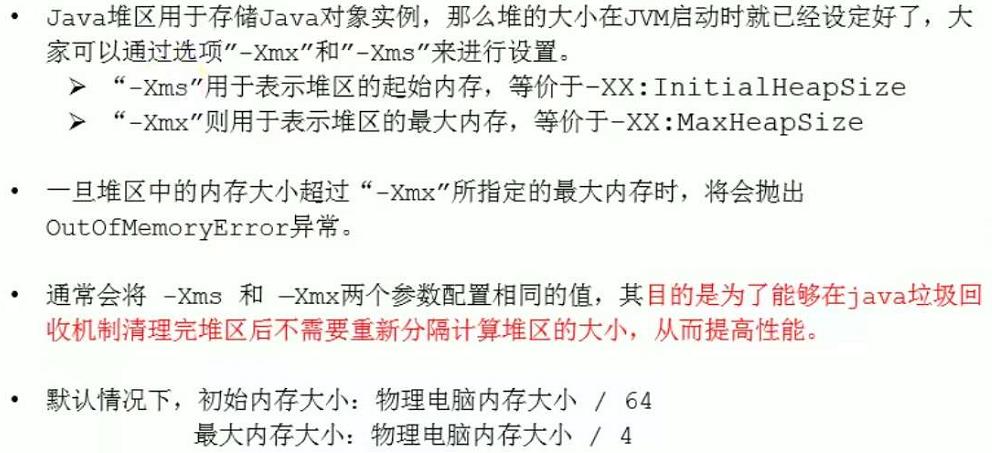 • Java堆区用于存储Java对象实例，那么堆的大小在JVM启动时就已经设定好了，大
家可以通过选项"-Xmx"和"-Xms"来进行设置。
➢ “-Xms"用于表示堆区的起始内存，等价于-XX:InitialHeapSize
➢ “-Xmx"则用于表示堆区的最大内存，等价于-XX:MaxHeapSize
• 一旦堆区中的内存大小超过“-Xmx"所指定的最大内存时，将会抛出
OutOfMemoryError异常。
• 通常会将 -Xms 和 —Xmx两个参数配置相同的值，其目的是为了能够在java垃圾回
收机制清理完堆区后不需要重新分隔计算堆区的大小，从而提高性能。
• 默认情况下，初始内存大小：物理电脑内存大小 / 64
最大内存大小：物理电脑内存大小 / 4